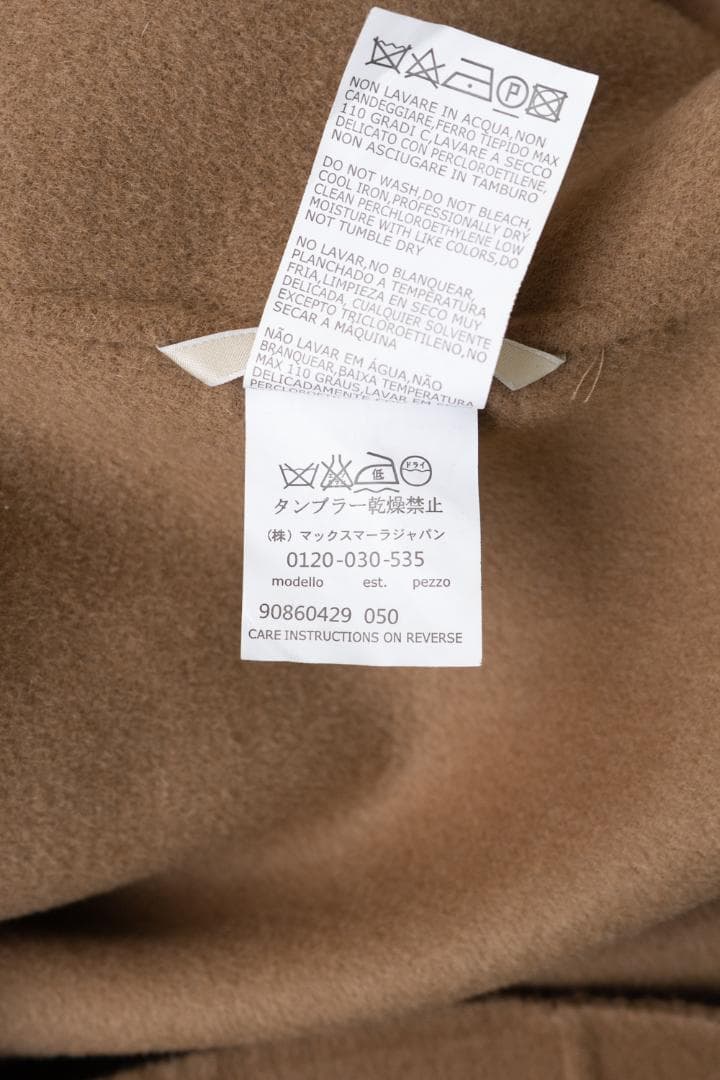 P
NON LAVARE IN ACQUA,NON
CANDEGGIARE,FERRO TIEPIDO MAX
110 GRADI C,LAVARE A SECCO
DELICATO CON PERCLOROETILENE,
NON ASCIUGARE IN TAMBURO
DO NOT WASH,DO NOT BLEACH,
COOL IRON,PROFESSIONALLY DRY
CLEAN PERCHLOROETHYLENE LOW
MOISTURE WITH LIKE COLORS,DO
NOT TUMBLE DRY
NO LAVAR,NO BLANQUEAR,
PLANCHADO A TEMPERATURA
FRIA,LIMPIEZA EN SECO MUY
DELICADA, CUALQUIER SOLVENTE
EXCEPTO TRICLOROETILENO,NO
SECAR A MÁQUINA
NÃO LAVAR EM ÁGUA,NÃO
BRANQUEAR,BAIXA TEMPERATURA
MÁX 110 GRÁUS,LAVAR EM SECO
DELICADAMENTE
低 ドライ
タンブラー乾燥禁止
(株) マックスマーラジャパン
0120-030-535
modello est. pezzo
90860429 050
CARE INSTRUCTIONS ON REVERSE